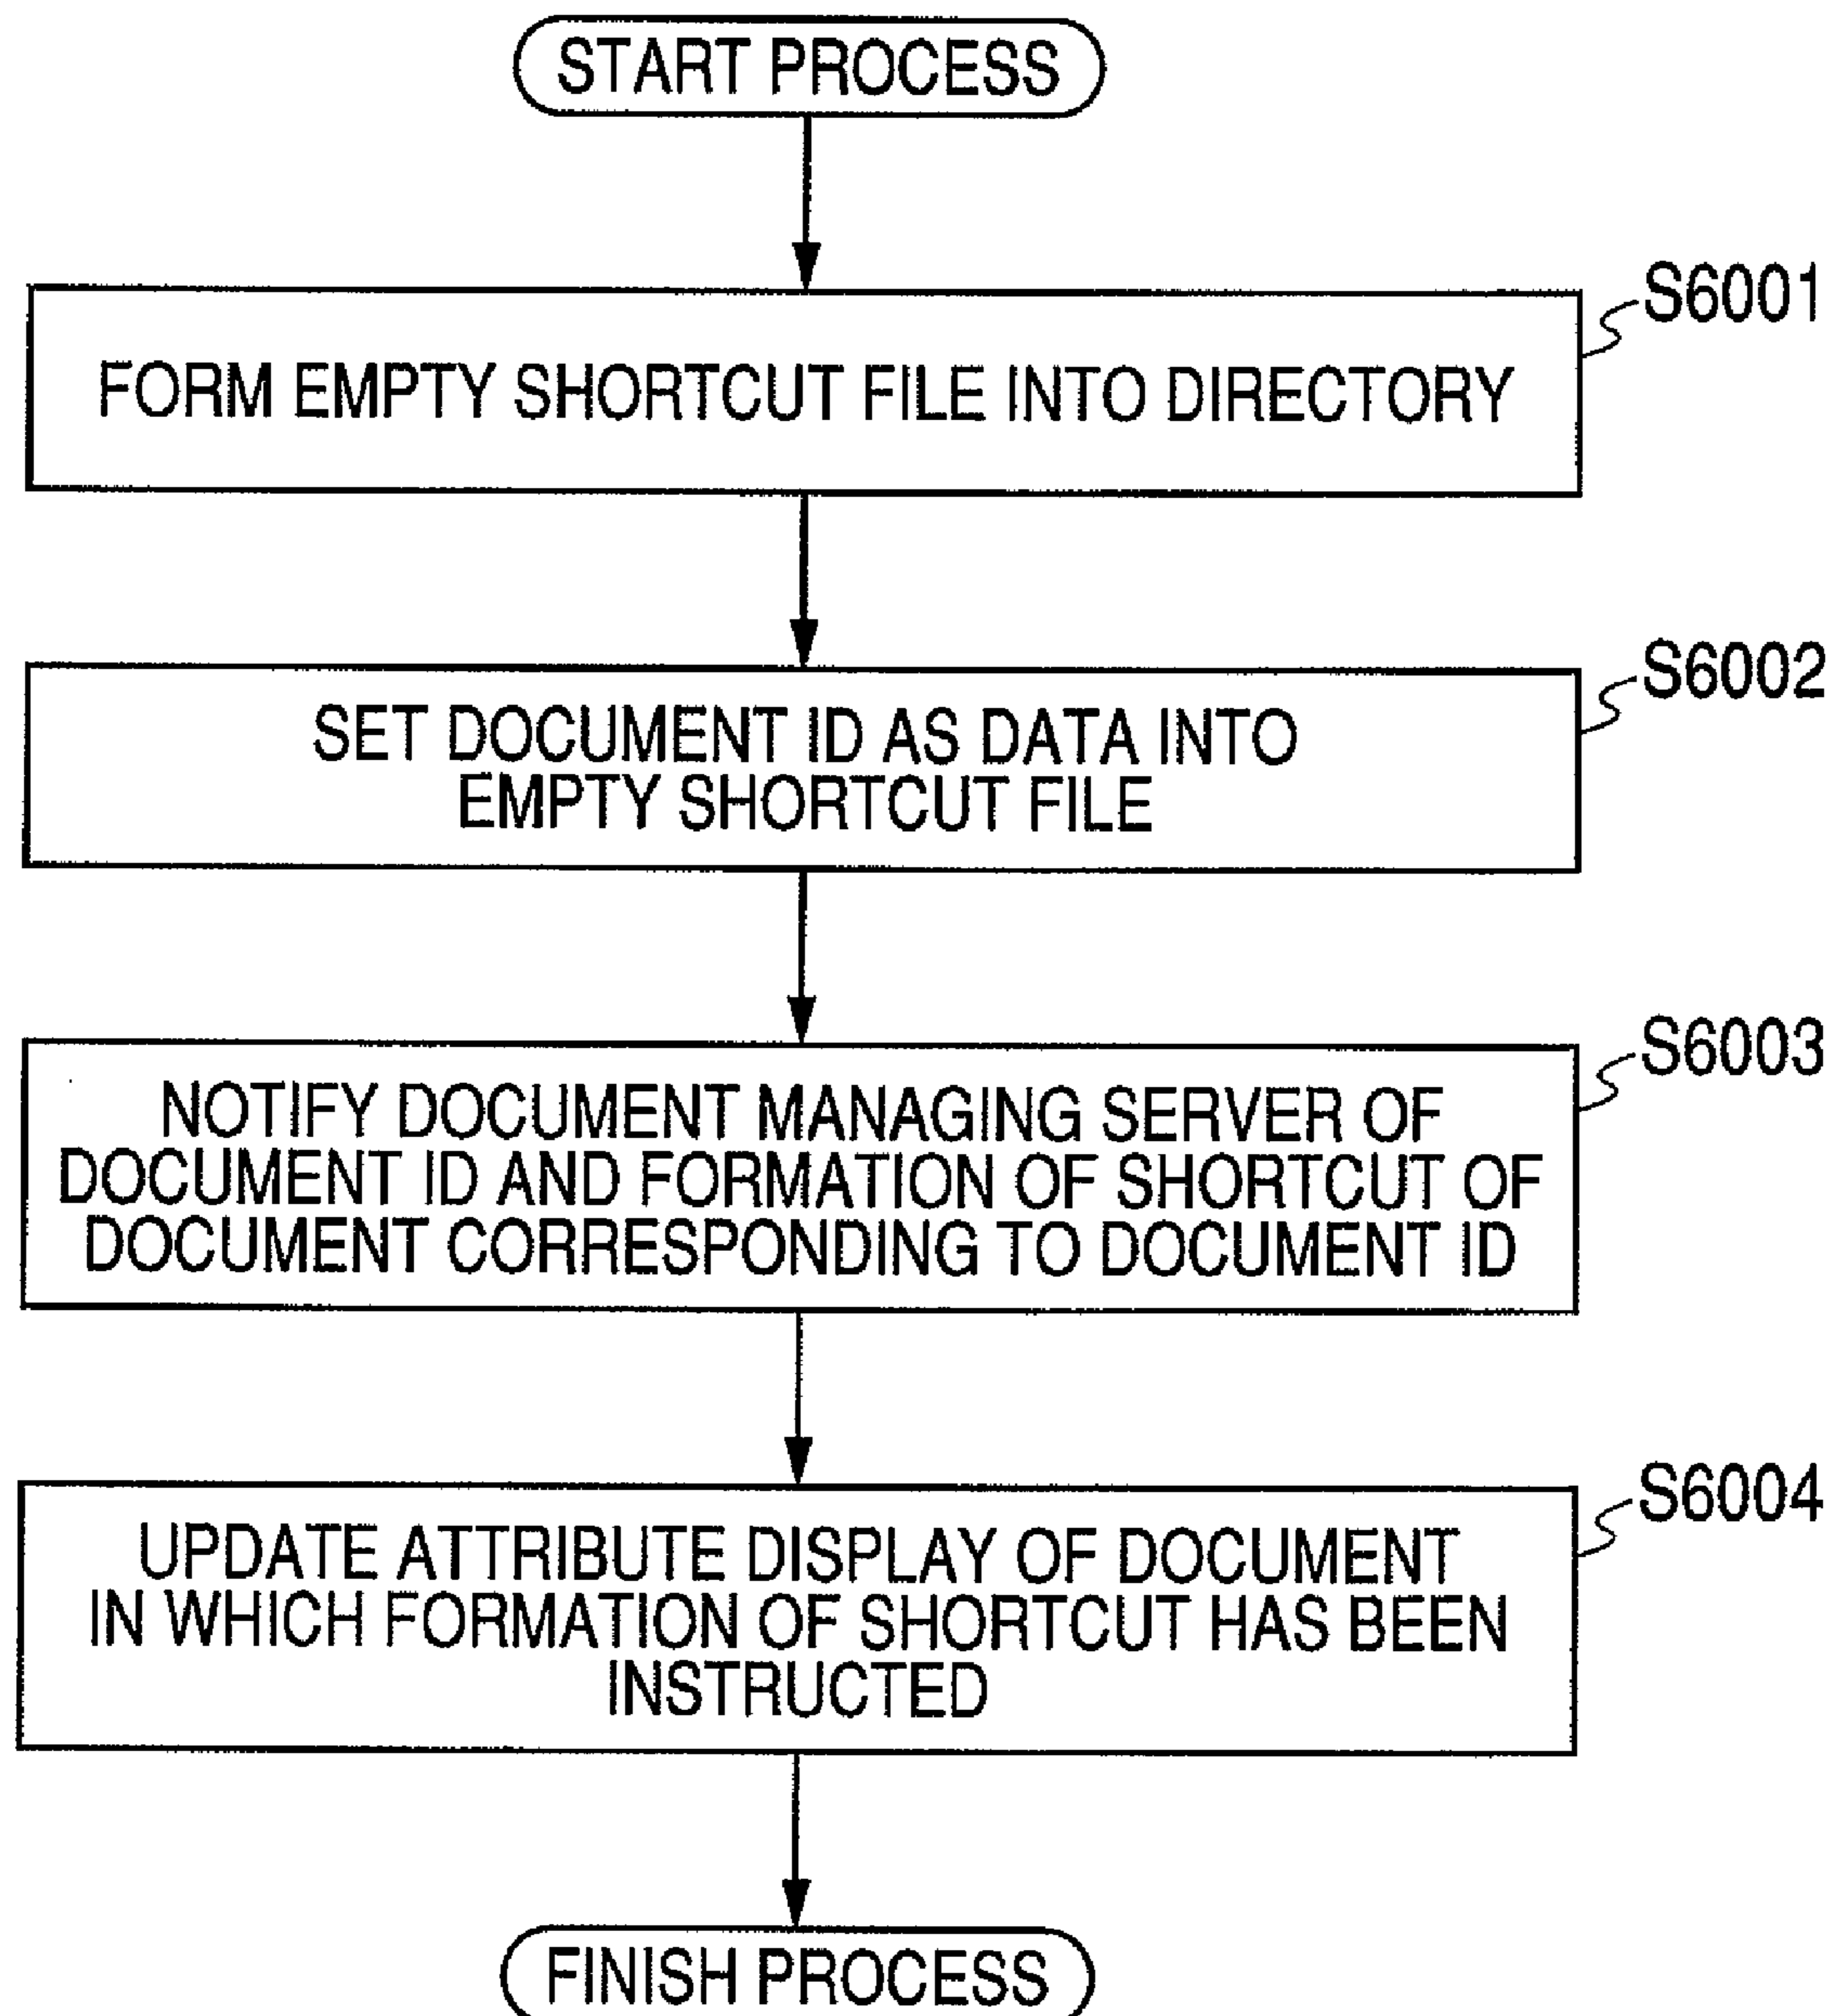 START PROCESS
S6001
FORM EMPTY SHORTCUT FILE INTO DIRECTORY
S6002
SET DOCUMENT ID AS DATA INTO
EMPTY SHORTCUT FILE
S6003
NOTIFY DOCUMENT MANAGING SERVER OF
DOCUMENT ID AND FORMATION OF SHORTCUT OF
DOCUMENT CORRESPONDING TO DOCUMENT ID
S6004
UPDATE ATTRIBUTE DISPLAY OF DOCUMENT
IN WHICH FORMATION OF SHORTCUT HAS BEEN
INSTRUCTED
FINISH PROCESS